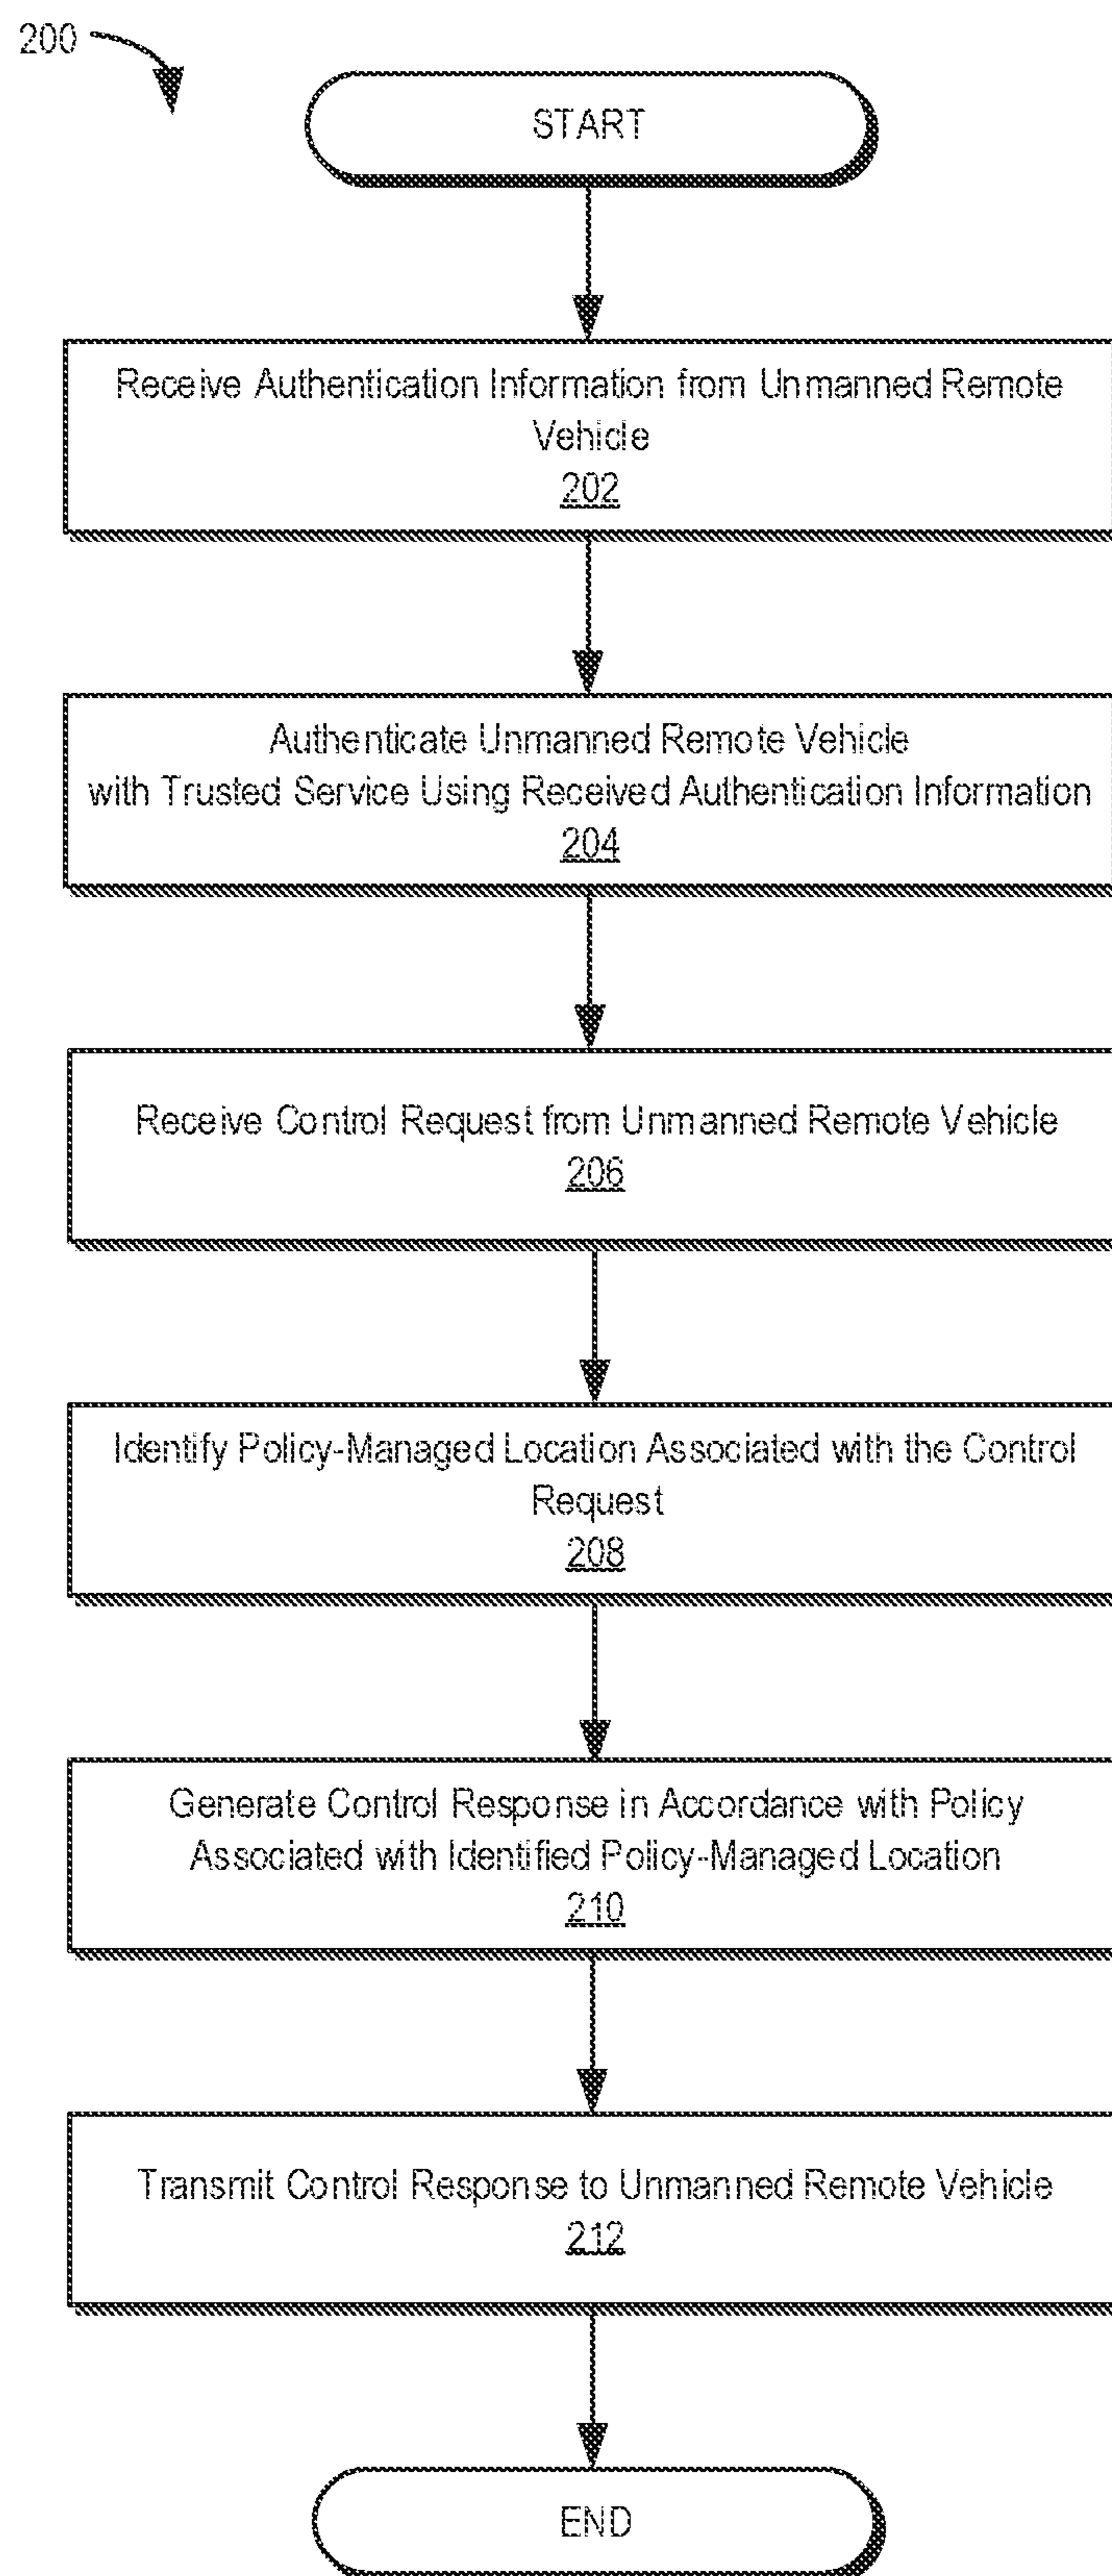 200
START
Receive Authentication Information from Unmanned Remote
Vehicle
202
Authenticate Unmanned Remote Vehicle
with Trusted Service Using Received Authentication Information
204
Receive Control Request from Unmanned Remote Vehicle
206
Identify Policy-Managed Location Associated with the Control
Request
208
Generate Control Response in Accordance with Policy
Associated with Identified Policy-Managed Location
210
Transmit Control Response to Unmanned Remote Vehicle
212
END